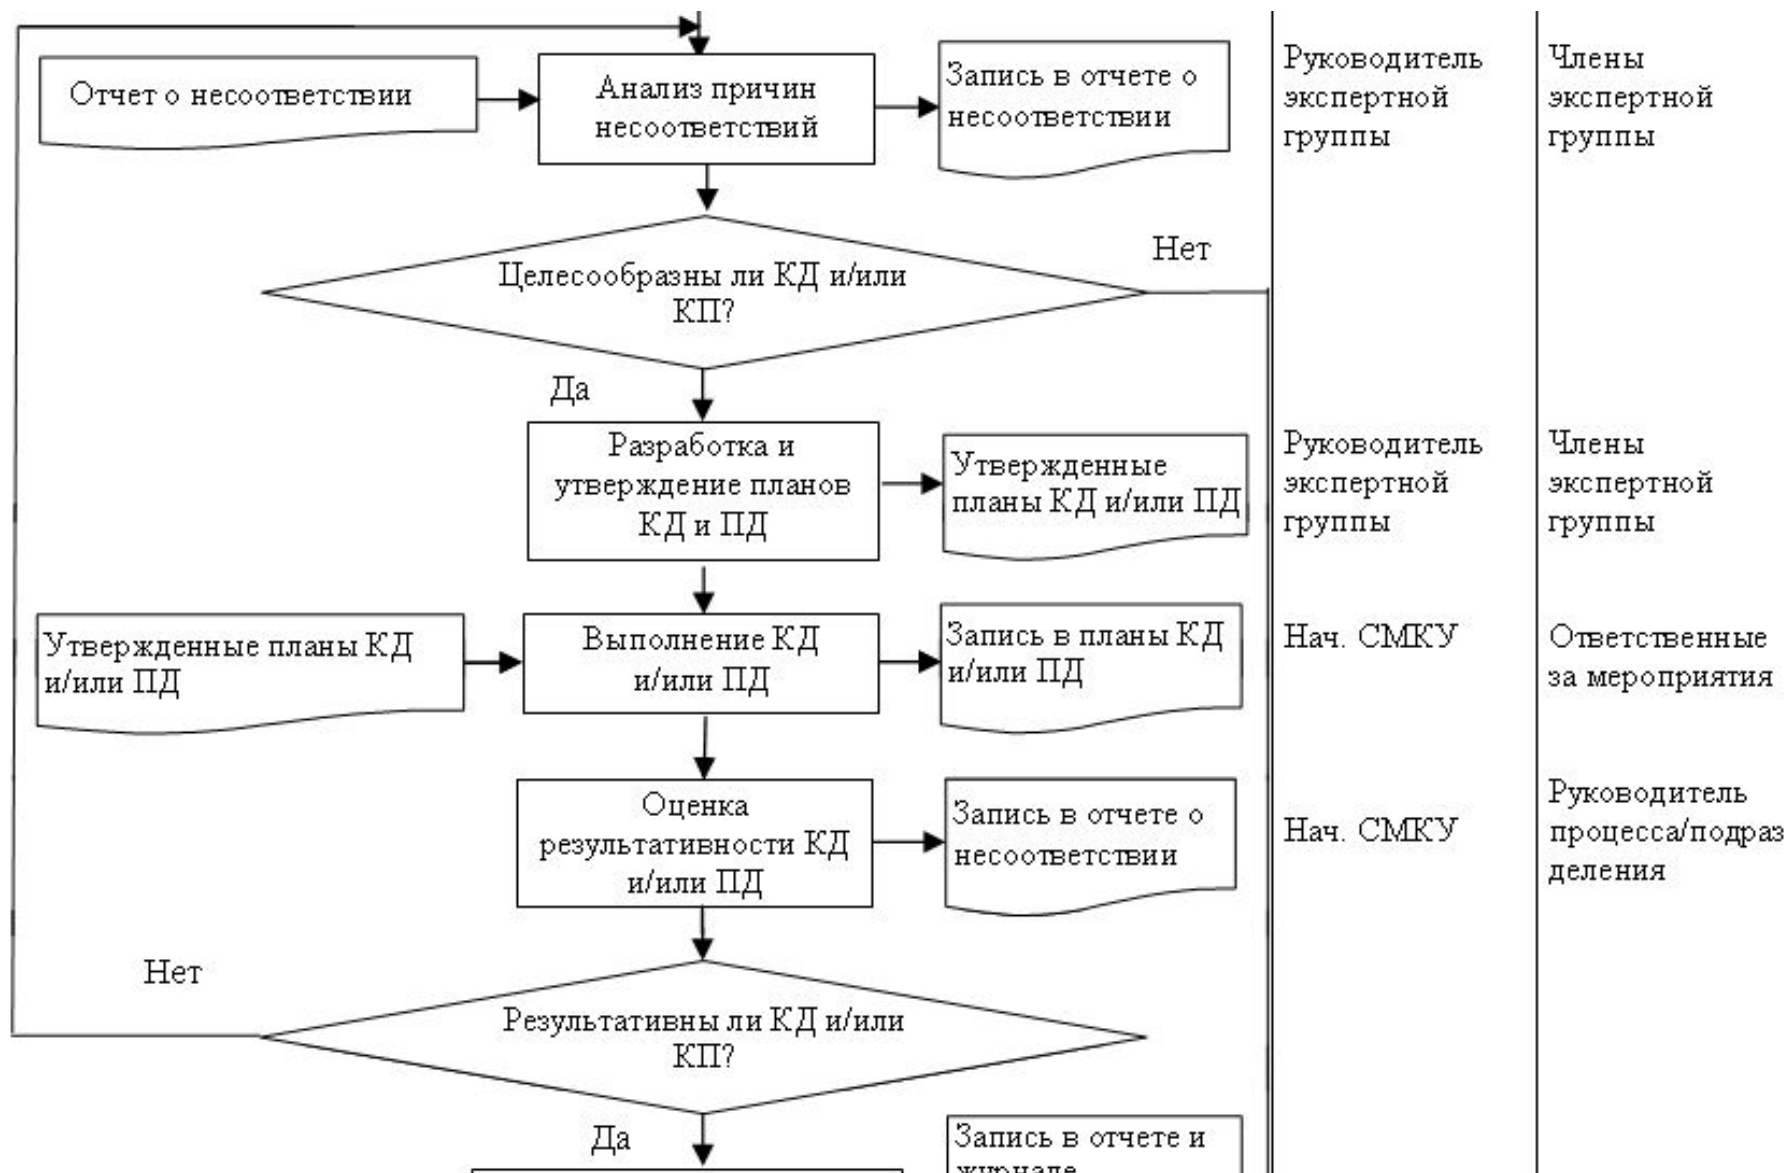 Отчет о несоответствии
Анализ причин
несоответствий
Запись в отчете о
несоответствии
Руководитель
экспертной
группы
Члены
экспертной
группы
Целесообразны ли КД и/или
КП?
Нет
Да
Разработка и
утверждение планов
КД и ПД
Утвержденные
планы КД и/или ПД
Руководитель
экспертной
группы
Члены
экспертной
группы
Утвержденные планы КД
и/или ПД
Выполнение КД
и/или ПД
Запись в планы КД
и/или ПД
Нач. СМКУ
Ответственные
за мероприятия
Оценка
результативности КД
и/или ПД
Запись в отчете о
несоответствии
Нач. СМКУ
Руководитель
процесса/подраз
деления
Нет
Результативны ли КД и/или
КП?
Да
Запись в отчете и
журнале